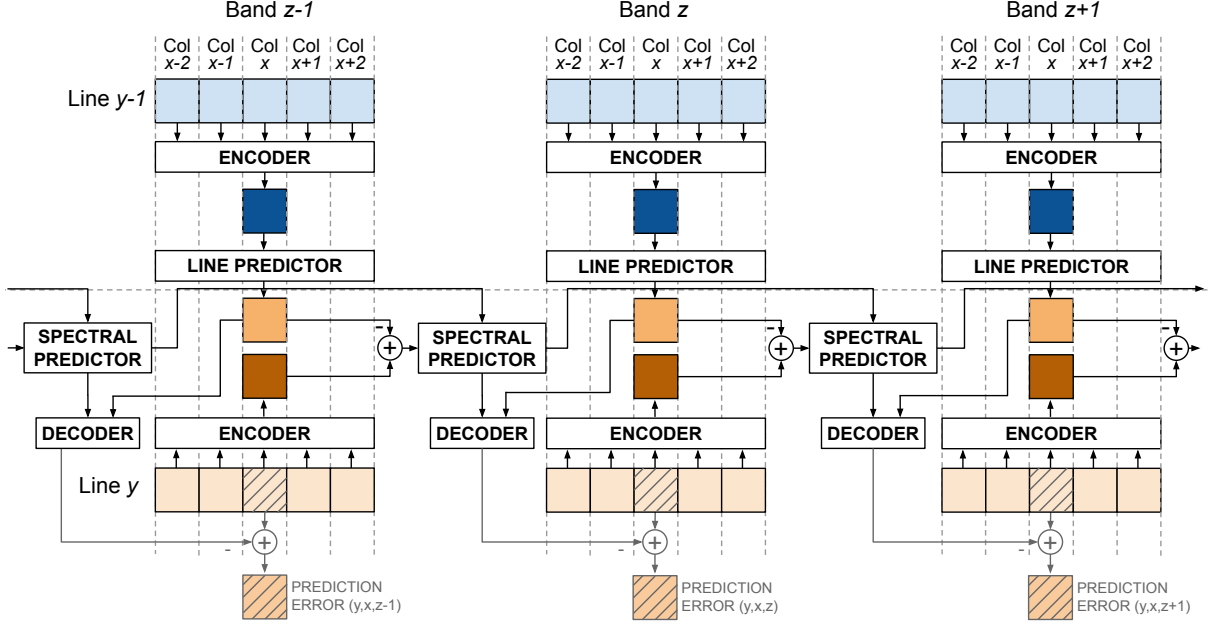 Band z-1 Band z Band z+1
Col Col Col Col Col Col Col Col Col Col Col Col Col Col Col
x-2 x-1 x x+1 x+2 x-2 x-1 x x+1 x+2 x-2 x-1 x x+1 x+2
Line y-1
ENCODER ENCODER ENCODER
LINE PREDICTOR LINE PREDICTOR LINE PREDICTOR
- - -
SPECTRAL PREDICTOR + SPECTRAL PREDICTOR + SPECTRAL PREDICTOR +
DECODER ENCODER DECODER ENCODER DECODER ENCODER
Line y
- + - + - +
PREDICTION PREDICTION PREDICTION
ERROR (y,x,z-1) ERROR (y,x,z) ERROR (y,x,z+1)